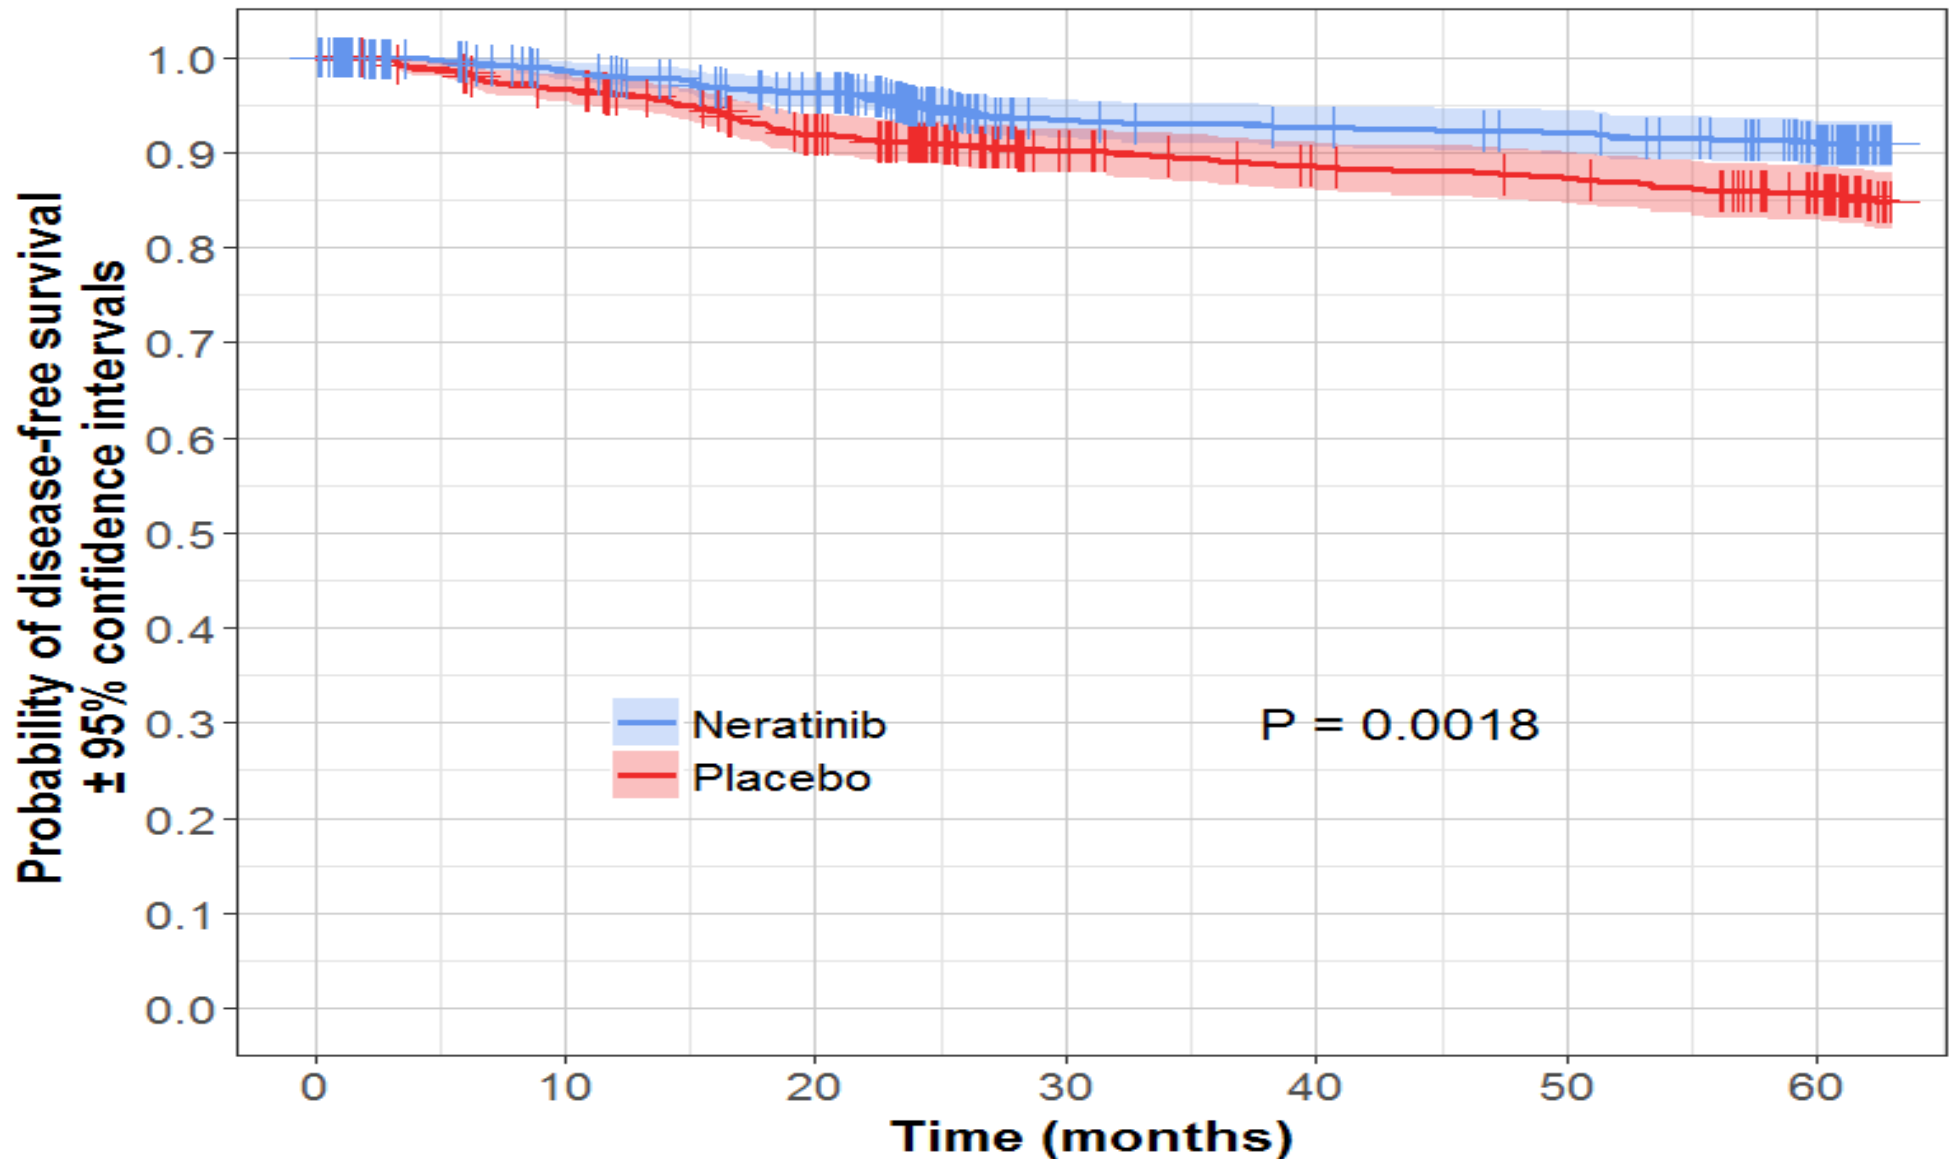 Probability of disease-free survival
± 95% confidence intervals
1.0
0.9
0.8
0.7
0.6
0.5
0.4
0.3
0.2
0.1
0.0
Neratinib
Placebo
P = 0.0018
0 10 20 30 40 50 60
Time (months)